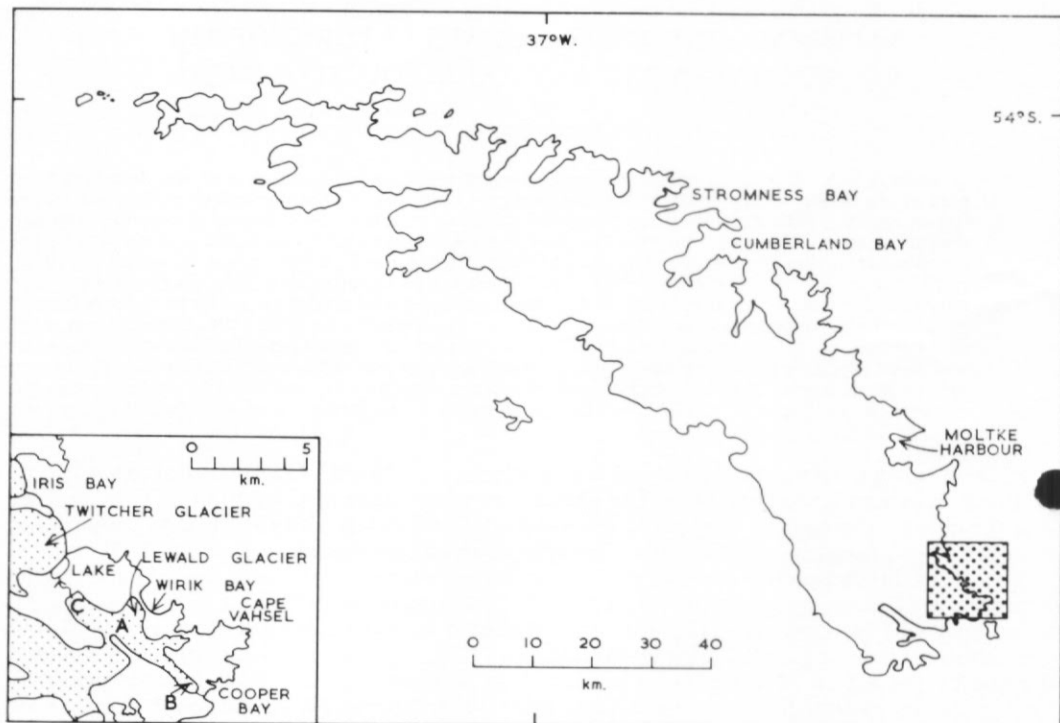 37°W.
54°S.
STROMNESS BAY
CUMBERLAND BAY
MOLTKE
HARBOUR
0 10 20 30 40
km.
0 5
km.
IRIS BAY
TWITCHER GLACIER
LAKE
LEWALD GLACIER
WIRIK BAY
CAPE
VAHSEL
C
A
B
COOPER
BAY